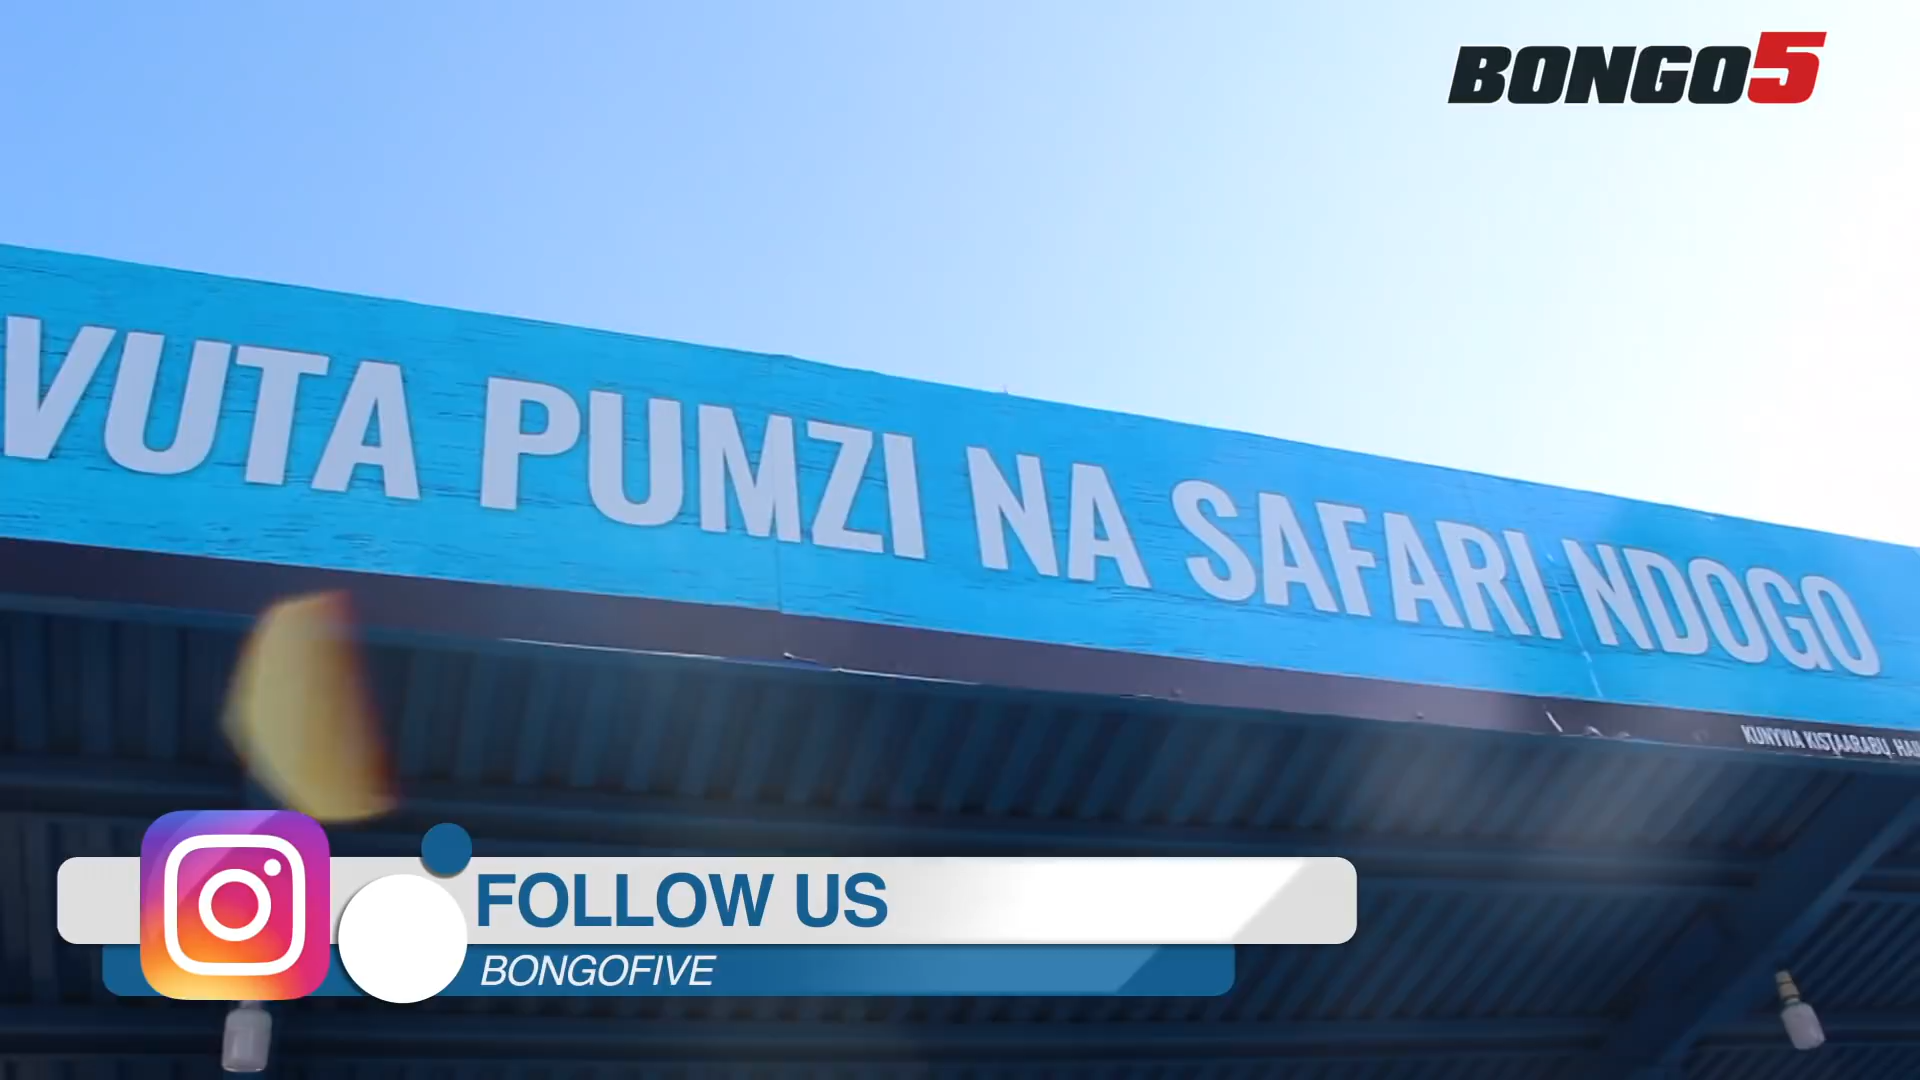 BONGO5
VUTA PUMZI NA SAFARI NDOGO
KUNYWA KISTAARABU.
FOLLOW US
BONGOFIVE